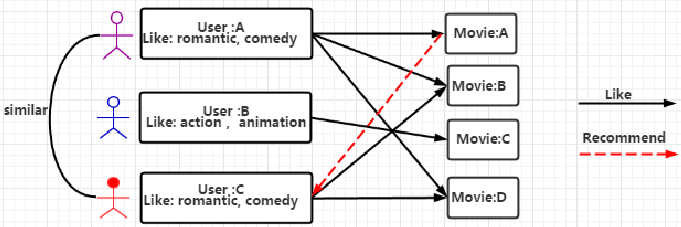 similar
User :A
Like: romantic, comedy
User :B
Like: action , animation
User :C
Like: romantic, comedy
Movie:A
Movie:B
Movie:C
Movie:D
Like
Recommend